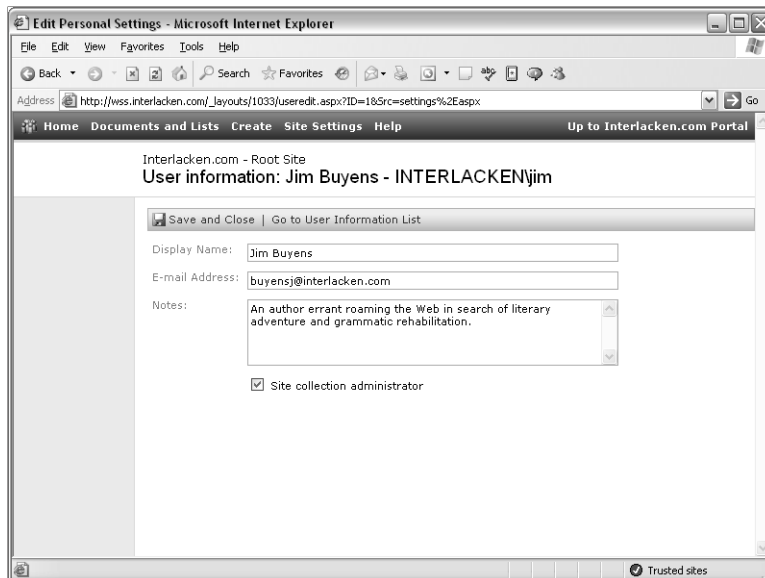 Edit Personal Settings - Microsoft Internet Explorer
File Edit View Favorites Tools Help
Back Search Favorites
Address http://wss.interlacken.com/_layouts/1033/useredit.aspx?ID=1&Src=settings%2Easpx Go
Home Documents and Lists Create Site Settings Help Up to Interlacken.com Portal
Interlacken.com - Root Site
User information: Jim Buyens - INTERLACKEN\jim
Save and Close | Go to User Information List
Display Name: Jim Buyens
E-mail Address: buyensj@interlacken.com
Notes: An author errant roaming the Web in search of literary
adventure and grammatic rehabilitation.
Site collection administrator
Trusted sites